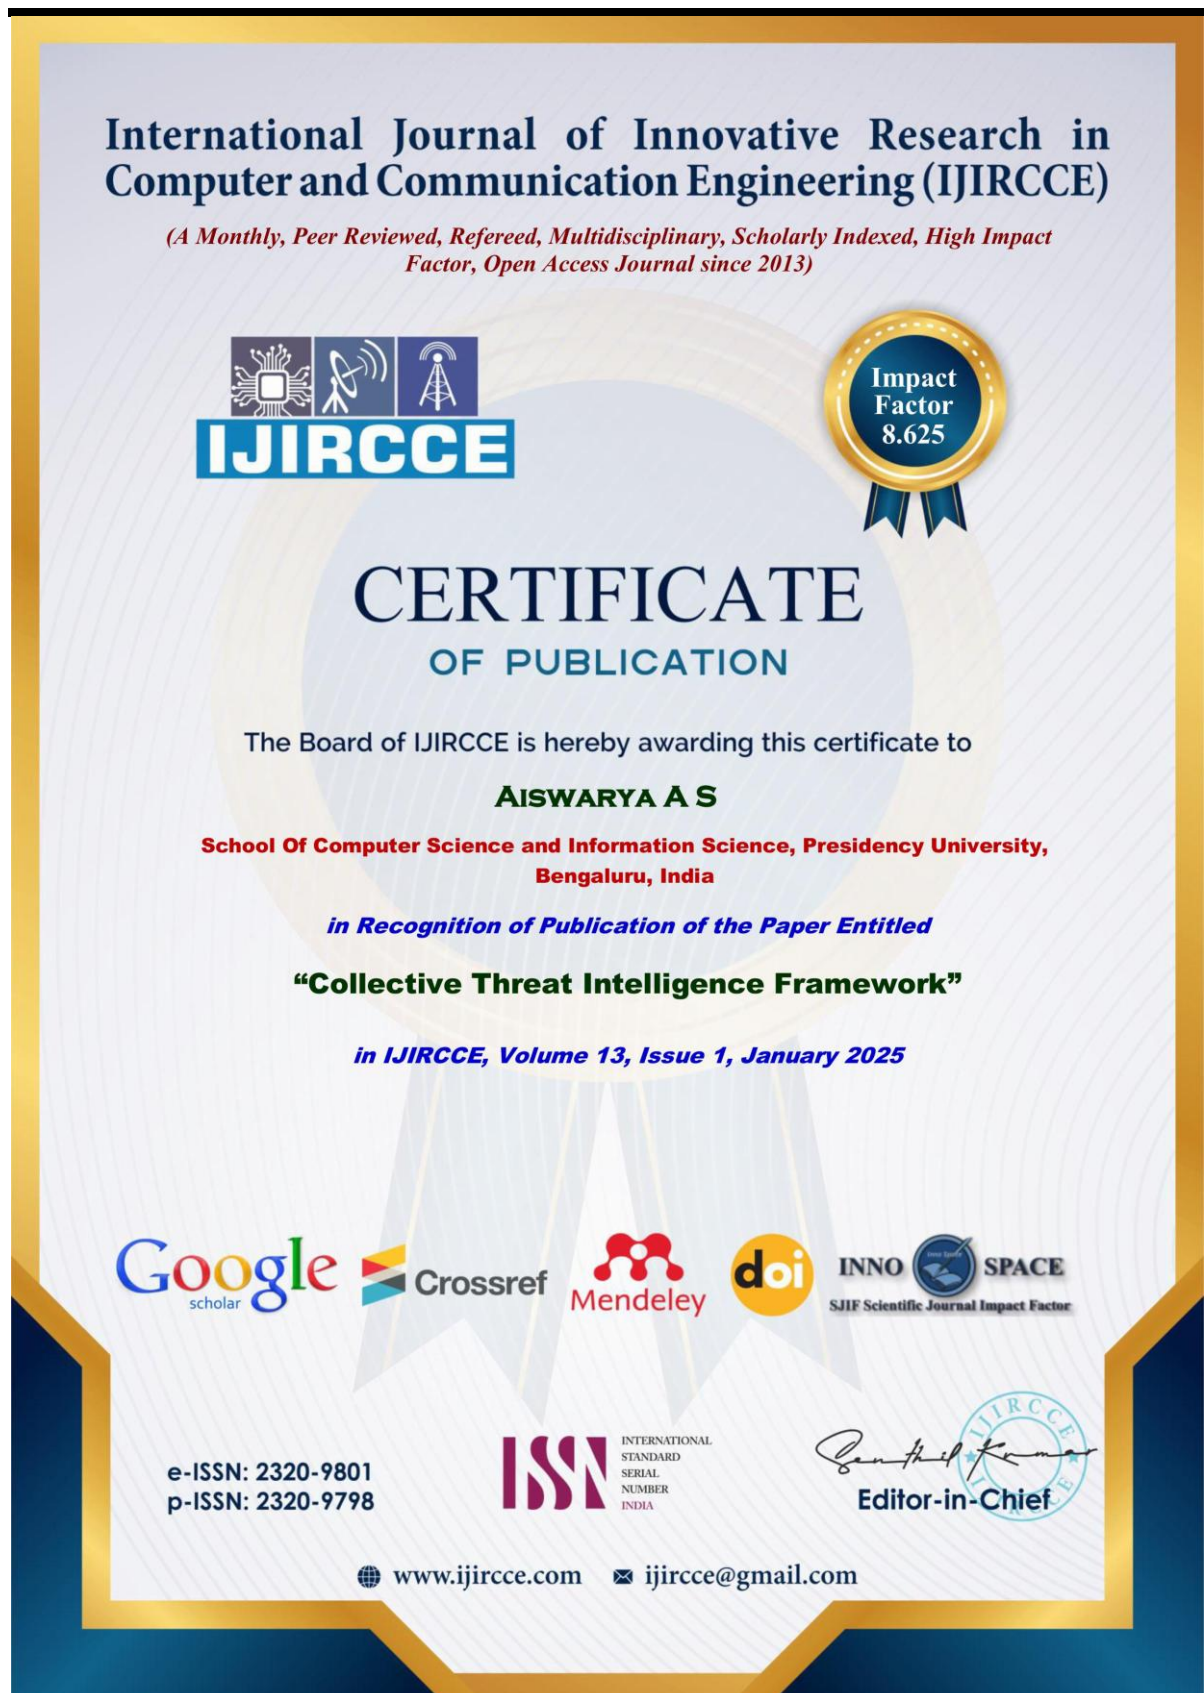 International Journal of Innovative Research in
Computer and Communication Engineering (IJIRCCE)
(A Monthly, Peer Reviewed, Refereed, Multidisciplinary, Scholarly Indexed, High Impact
Factor, Open Access Journal since 2013)
IJIRCCE
Impact
Factor
8.625
CERTIFICATE
OF PUBLICATION
The Board of IJIRCCE is hereby awarding this certificate to
AISWARYA A S
School Of Computer Science and Information Science, Presidency University,
Bengaluru, India
in Recognition of Publication of the Paper Entitled
“Collective Threat Intelligence Framework”
in IJIRCCE, Volume 13, Issue 1, January 2025
Google
scholar
Crossref
Mendeley
doi
INNO SPACE
SJIF Scientific Journal Impact Factor
e-ISSN: 2320-9801
p-ISSN: 2320-9798
ISSN
INTERNATIONAL
STANDARD
SERIAL
NUMBER
INDIA
Senthil Kumar
IJIRCCE
IJIRCCE
Editor-in-Chief
www.ijircce.com ijircce@gmail.com